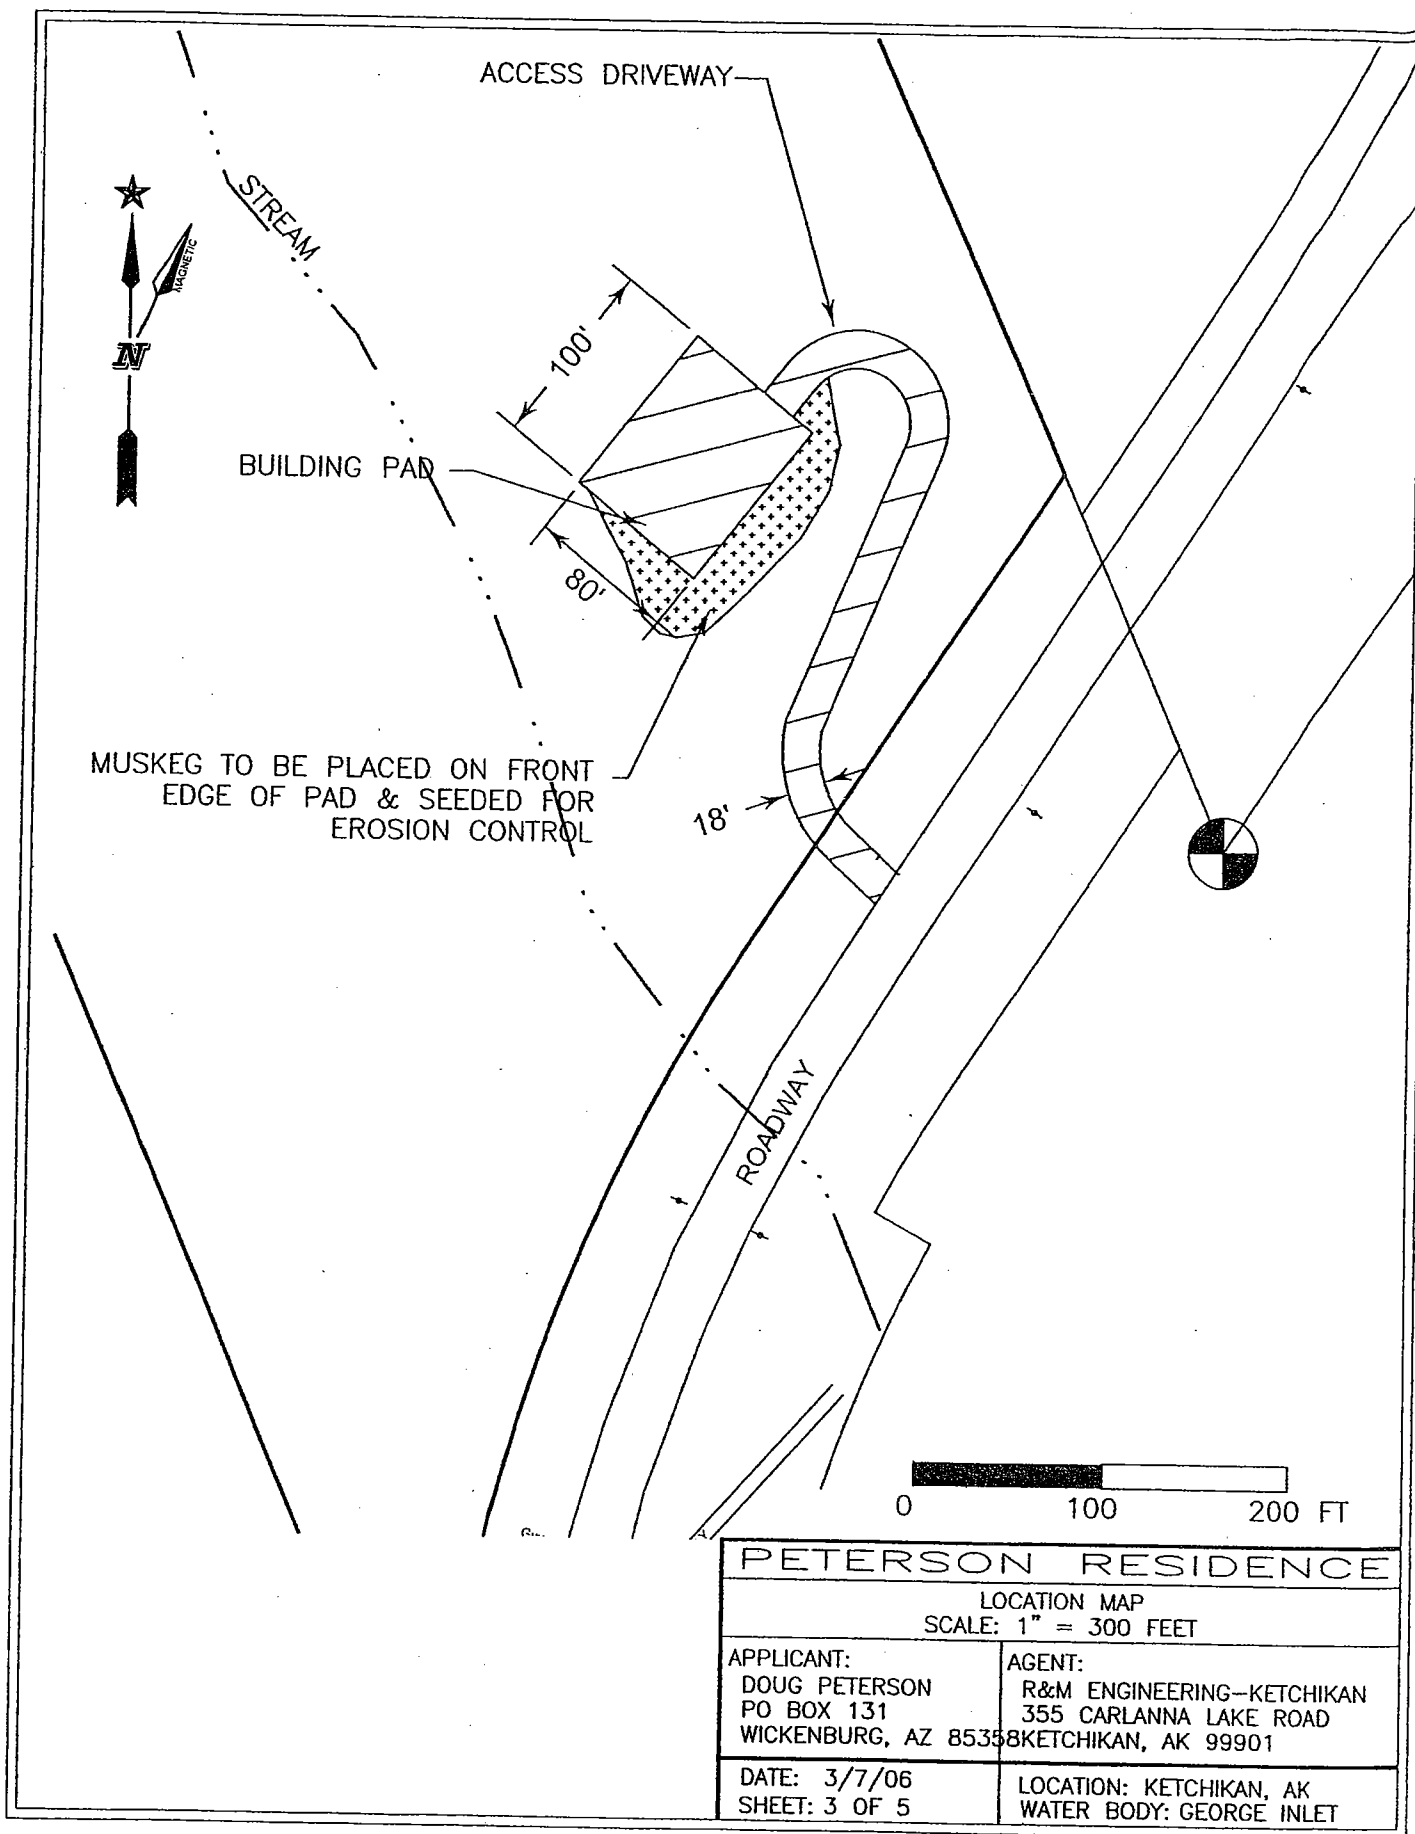 ACCESS DRIVEWAY
STREAM
MAGNETIC
N
100'
BUILDING PAD
80'
MUSKEG TO BE PLACED ON FRONT
EDGE OF PAD & SEEDED FOR
EROSION CONTROL
18'
ROADWAY
0 100 200 FT
PETERSON RESIDENCE
LOCATION MAP
SCALE: 1" = 300 FEET
APPLICANT:
DOUG PETERSON
PO BOX 131
WICKENBURG, AZ 85358
AGENT:
R&M ENGINEERING-KETCHIKAN
355 CARLANNA LAKE ROAD
KETCHIKAN, AK 99901
DATE: 3/7/06
SHEET: 3 OF 5
LOCATION: KETCHIKAN, AK
WATER BODY: GEORGE INLET